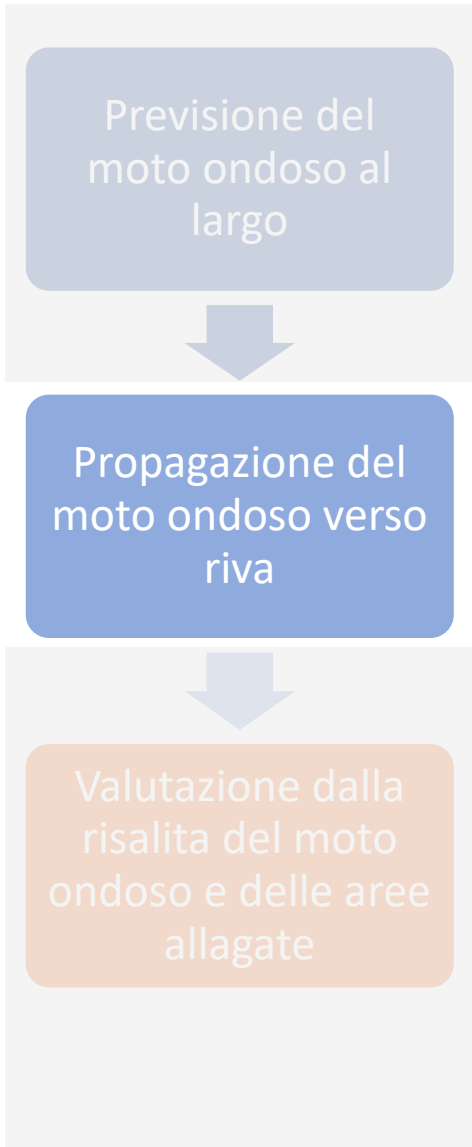 Previsione del
moto ondoso al
largo
Propagazione del
moto ondoso verso
riva
Valutazione dalla
risalita del moto
ondoso e delle aree
allagate